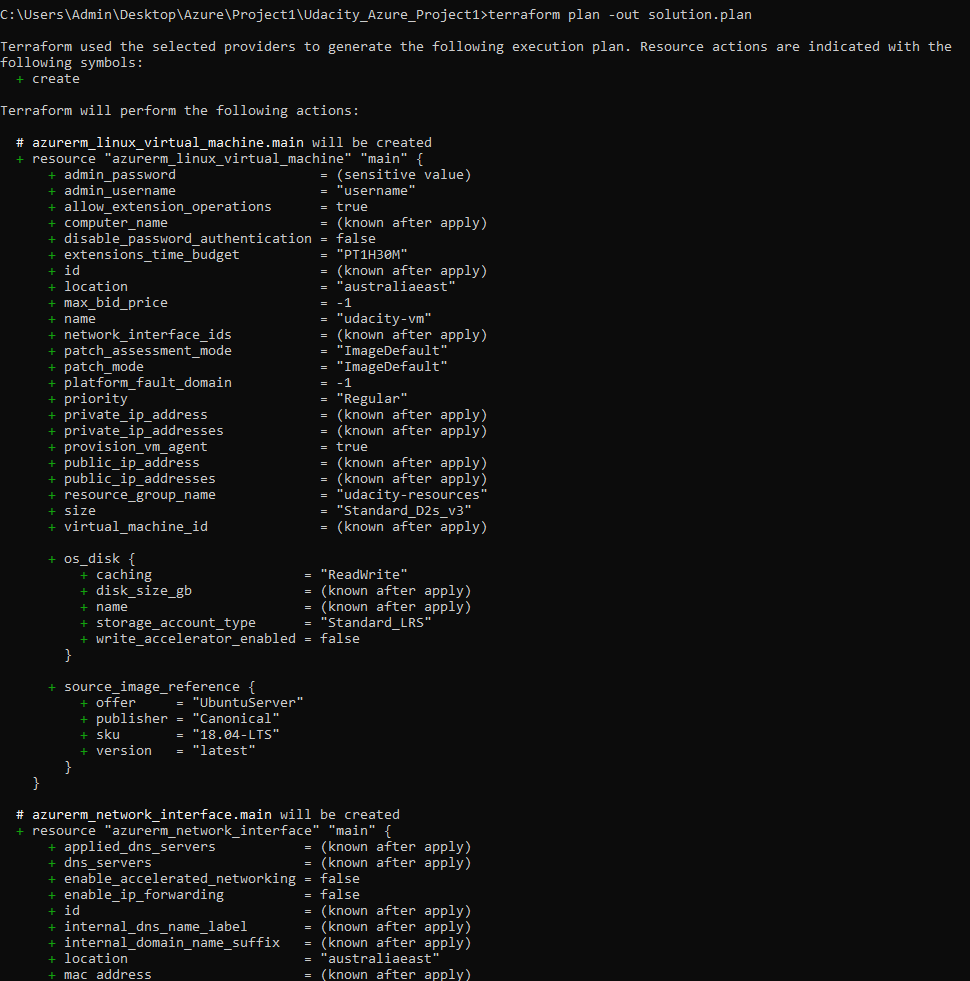 C:\Users\Admin\Desktop\Azure\Project1\Udacity_Azure_Project1>terraform plan -out solution.plan

Terraform used the selected providers to generate the following execution plan. Resource actions are indicated with the
following symbols:
  + create

Terraform will perform the following actions:

  # azurerm_linux_virtual_machine.main will be created
  + resource "azurerm_linux_virtual_machine" "main" {
      + admin_password                  = (sensitive value)
      + admin_username                  = "username"
      + allow_extension_operations      = true
      + computer_name                   = (known after apply)
      + disable_password_authentication = false
      + extensions_time_budget          = "PT1H30M"
      + id                              = (known after apply)
      + location                        = "australiaeast"
      + max_bid_price                   = -1
      + name                            = "udacity-vm"
      + network_interface_ids           = (known after apply)
      + patch_assessment_mode           = "ImageDefault"
      + patch_mode                      = "ImageDefault"
      + platform_fault_domain           = -1
      + priority                        = "Regular"
      + private_ip_address              = (known after apply)
      + private_ip_addresses            = (known after apply)
      + provision_vm_agent              = true
      + public_ip_address               = (known after apply)
      + public_ip_addresses             = (known after apply)
      + resource_group_name             = "udacity-resources"
      + size                            = "Standard_D2s_v3"
      + virtual_machine_id              = (known after apply)

      + os_disk {
          + caching                   = "ReadWrite"
          + disk_size_gb              = (known after apply)
          + name                      = (known after apply)
          + storage_account_type      = "Standard_LRS"
          + write_accelerator_enabled = false
        }

      + source_image_reference {
          + offer     = "UbuntuServer"
          + publisher = "Canonical"
          + sku       = "18.04-LTS"
          + version   = "latest"
        }
    }

  # azurerm_network_interface.main will be created
  + resource "azurerm_network_interface" "main" {
      + applied_dns_servers           = (known after apply)
      + dns_servers                   = (known after apply)
      + enable_accelerated_networking = false
      + enable_ip_forwarding          = false
      + id                            = (known after apply)
      + internal_dns_name_label       = (known after apply)
      + internal_domain_name_suffix   = (known after apply)
      + location                      = "australiaeast"
      + mac_address                   = (known after apply)